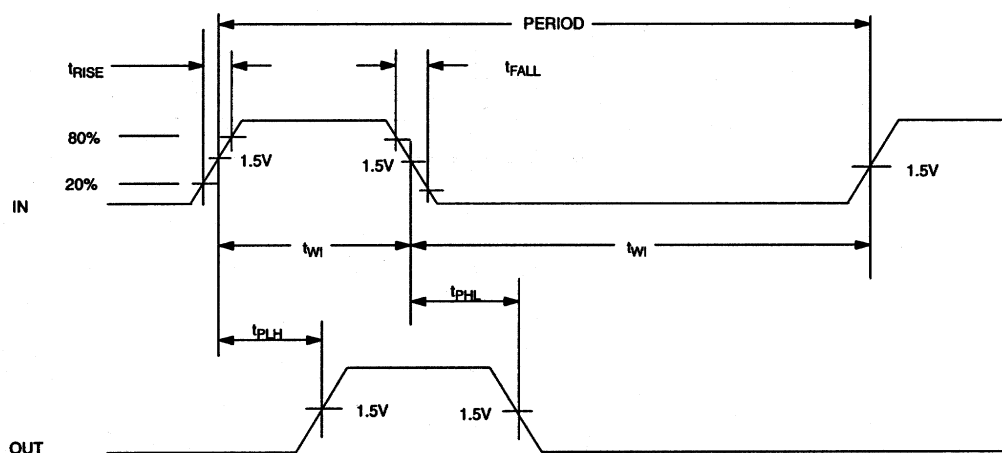 PERIOD
tRISE
tFALL
80%
1.5V
1.5V
1.5V
20%
IN
tWI
tWI
tPHL
tPLH
1.5V
1.5V
OUT